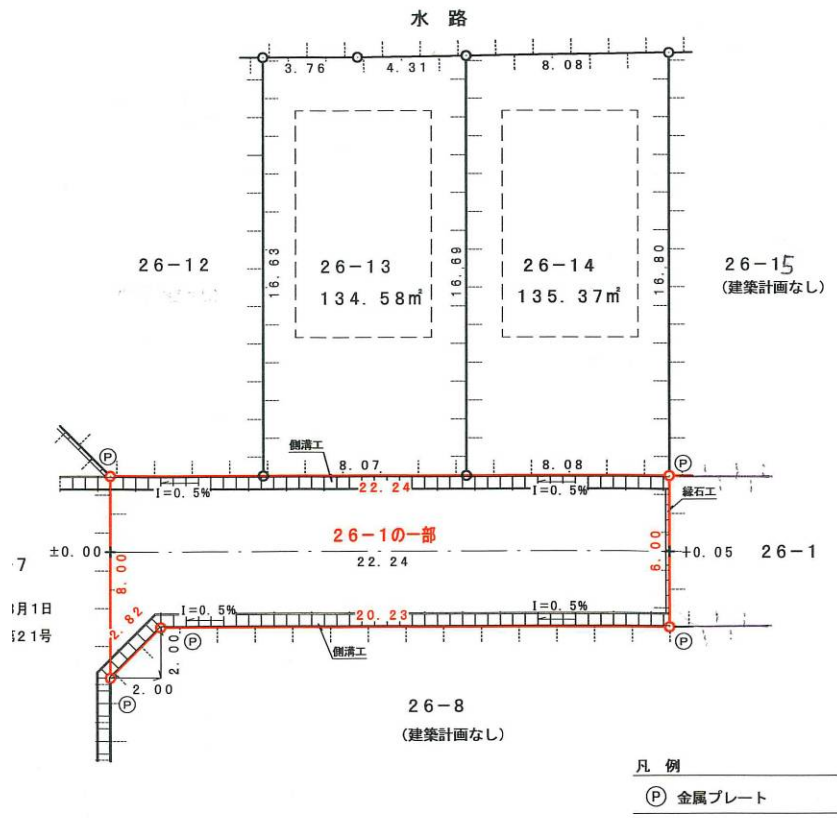 水 路
3.76
4.31
8.08
26-12
16.63
26-13
134.58㎡
16.69
26-14
135.37㎡
16.80
26-15
(建築計画なし)
P
側溝工
8.07
8.08
P
I=0.5%
22.24
I=0.5%
縁石工
26-1の一部
-7
±0.00
22.24
+0.05
26-1
8.00
6.00
月1日
21号
2.82
I=0.5%
20.23
I=0.5%
P
2.00
側溝工
P
2.00
P
26-8
(建築計画なし)
凡 例
P 金属プレート